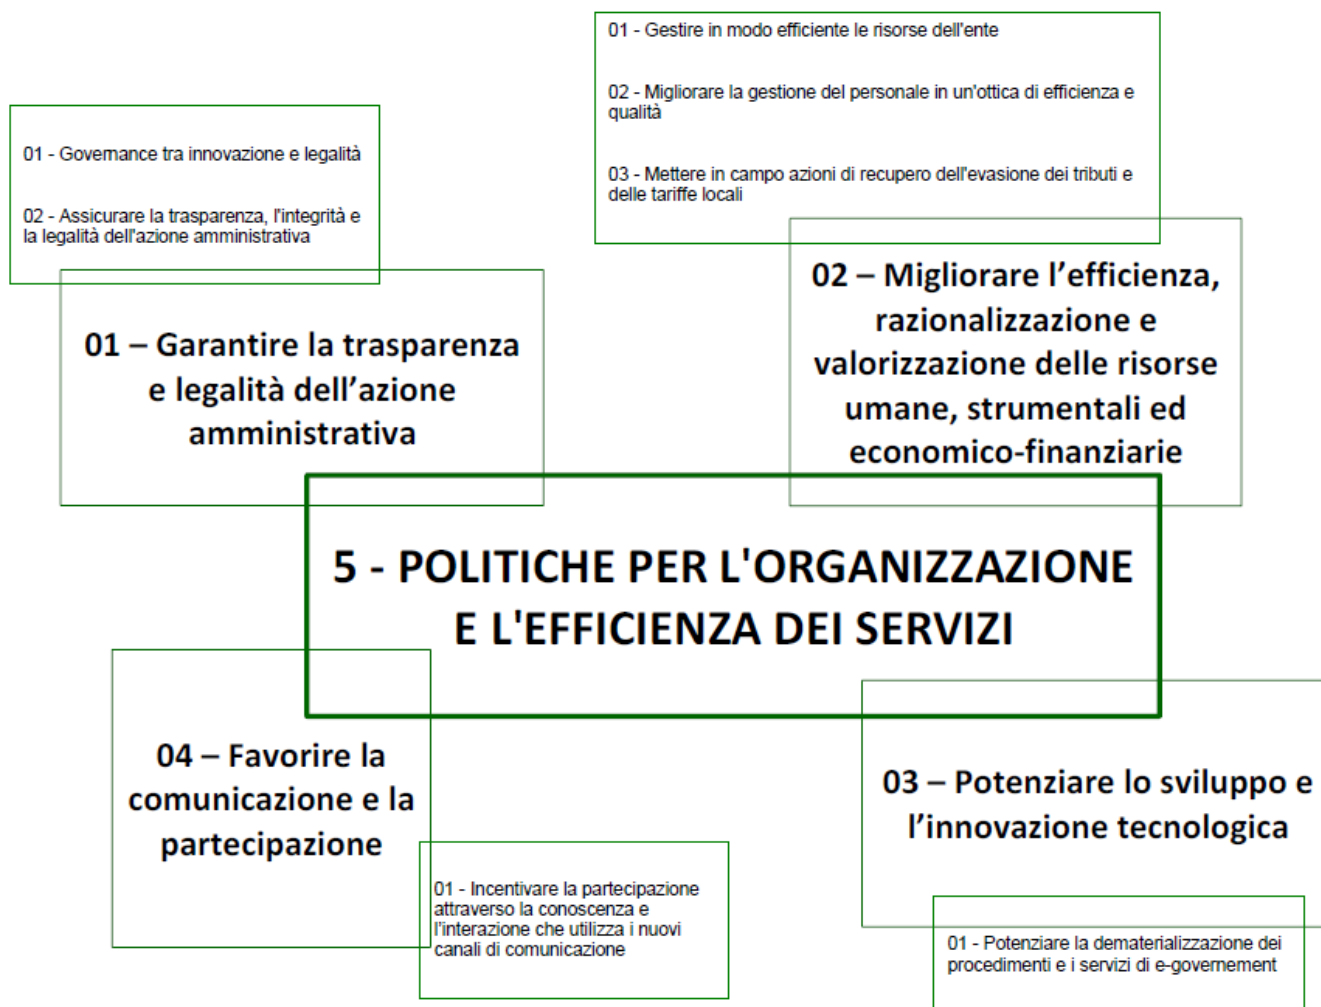 01 - Gestire in modo efficiente le risorse dell'ente
02 - Migliorare la gestione del personale in un'ottica di efficienza e
qualità
03 - Mettere in campo azioni di recupero dell'evasione dei tributi e
delle tariffe locali
01 - Governance tra innovazione e legalità
02 - Assicurare la trasparenza, l'integrità e
la legalità dell'azione amministrativa
01 – Garantire la trasparenza
e legalità dell’azione
amministrativa
02 – Migliorare l’efficienza,
razionalizzazione e
valorizzazione delle risorse
umane, strumentali ed
economico-finanziarie
5 - POLITICHE PER L'ORGANIZZAZIONE
E L'EFFICIENZA DEI SERVIZI
04 – Favorire la
comunicazione e la
partecipazione
01 - Incentivare la partecipazione
attraverso la conoscenza e
l'interazione che utilizza i nuovi
canali di comunicazione
03 – Potenziare lo sviluppo e
l’innovazione tecnologica
01 - Potenziare la dematerializzazione dei
procedimenti e i servizi di e-governement